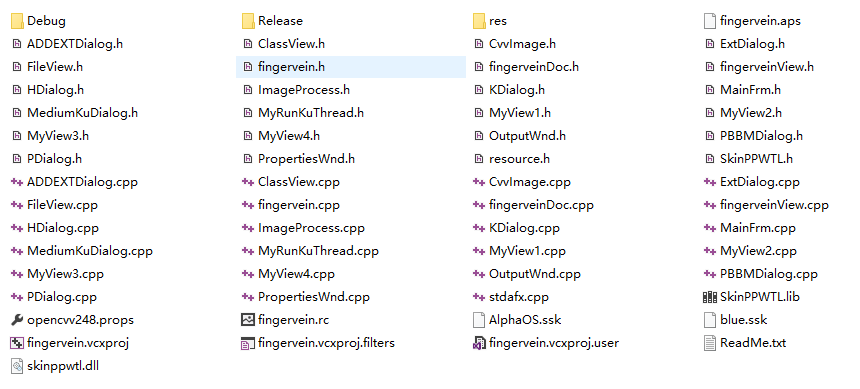 Debug Release res fingervein.aps
ADDEXTDialog.h ClassView.h CvvImage.h ExtDialog.h
FileView.h fingervein.h fingerveinDoc.h fingerveinView.h
HDialog.h ImageProcess.h KDialog.h MainFrm.h
MediumKuDialog.h MyRunKuThread.h MyView1.h MyView2.h
MyView3.h MyView4.h OutputWnd.h PBBMDialog.h
PDialog.h PropertiesWnd.h resource.h SkinPPWTL.h
ADDEXTDialog.cpp ClassView.cpp CvvImage.cpp ExtDialog.cpp
FileView.cpp fingervein.cpp fingerveinDoc.cpp fingerveinView.cpp
HDialog.cpp ImageProcess.cpp KDialog.cpp MainFrm.cpp
MediumKuDialog.cpp MyRunKuThread.cpp MyView1.cpp MyView2.cpp
MyView3.cpp MyView4.cpp OutputWnd.cpp PBBMDialog.cpp
PDialog.cpp PropertiesWnd.cpp stdafx.cpp SkinPPWTL.lib
opencvv248.props fingervein.rc AlphaOS.ssk blue.ssk
fingervein.vcxproj fingervein.vcxproj.filters fingervein.vcxproj.user ReadMe.txt
skinppwtl.dll